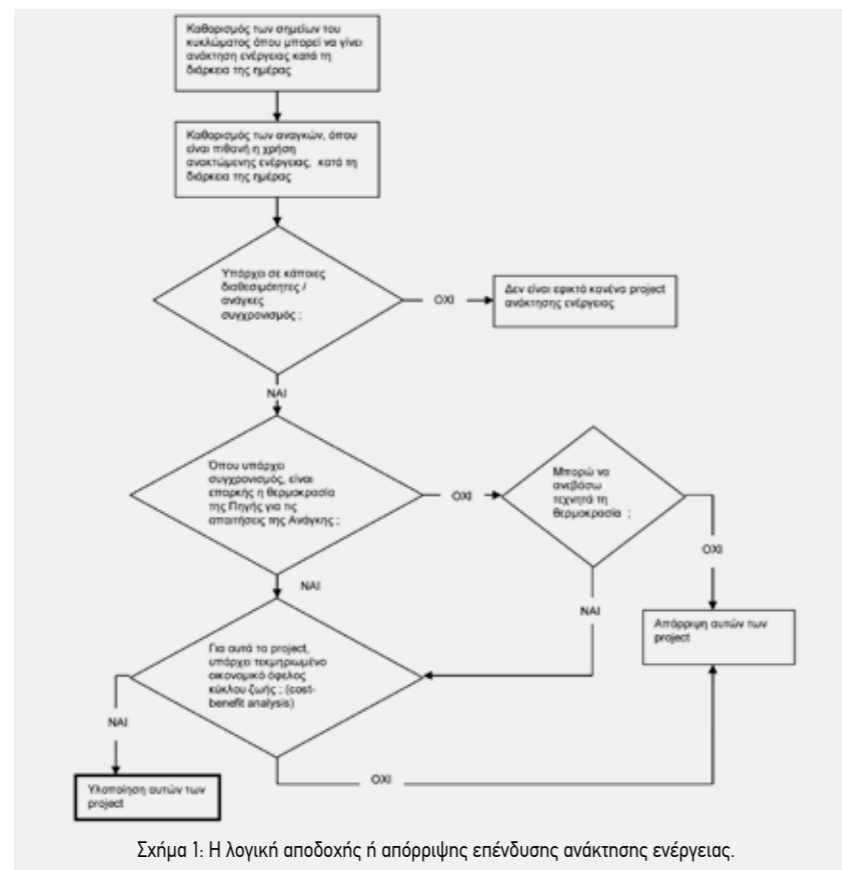 Καθορισμός των σημείων του
κυκλώματος όπου μπορεί να γίνει
ανάκτηση ενέργειας κατά τη
διάρκεια της ημέρας
Καθορισμός των αναγκών, όπου
είναι πιθανή η χρήση
ανακτώμενης ενέργειας, κατά τη
διάρκεια της ημέρας
Υπάρχει σε κάποιες
διαθεσιμότητες /
ανάγκες
συγχρονισμός ;
ΟΧΙ
Δεν είναι εφικτό κανένα project
ανάκτησης ενέργειας
ΝΑΙ
Όπου υπάρχει
συγχρονισμός, είναι
επαρκής η θερμοκρασία
της Πηγής για τις
απαιτήσεις της Ανάγκης ;
ΟΧΙ
Μπορώ να
ανεβάσω
τεχνητά τη
θερμοκρασία ;
ΟΧΙ
ΝΑΙ
ΝΑΙ
Απόρριψη αυτών των
project
Για αυτά τα project,
υπάρχει τεκμηριωμένο
οικονομικό όφελος
κύκλου ζωής ; (cost-
benefit analysis)
ΝΑΙ
ΟΧΙ
Υλοποίηση αυτών των
project
Σχήμα 1: Η λογική αποδοχής ή απόρριψης επένδυσης ανάκτησης ενέργειας.